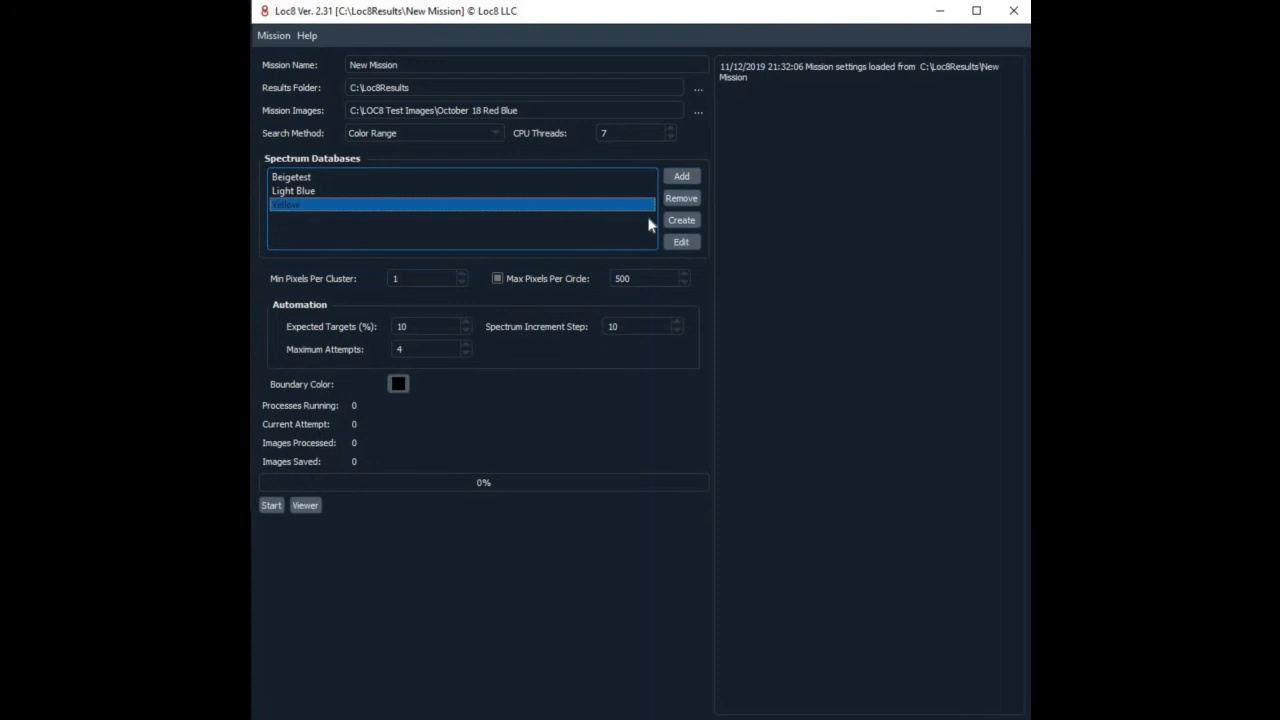 Loc8 Ver. 2.31 [C:\Loc8Results\New Mission] © Loc8 LLC
Mission Help
Mission Name: New Mission
Results Folder: C:\Loc8Results ...
Mission Images: C:\LOC8 Test Images\October 18 Red Blue ...
Search Method: Color Range CPU Threads: 7
Spectrum Databases
Beigetest
Light Blue
Yellow
Add
Remove
Create
Edit
Min Pixels Per Cluster: 1 Max Pixels Per Circle: 500
Automation
Expected Targets (%): 10 Spectrum Increment Step: 10
Maximum Attempts: 4
Boundary Color:
Processes Running: 0
Current Attempt: 0
Images Processed: 0
Images Saved: 0
0%
Start Viewer
11/12/2019 21:32:06 Mission settings loaded from C:\Loc8Results\New
Mission